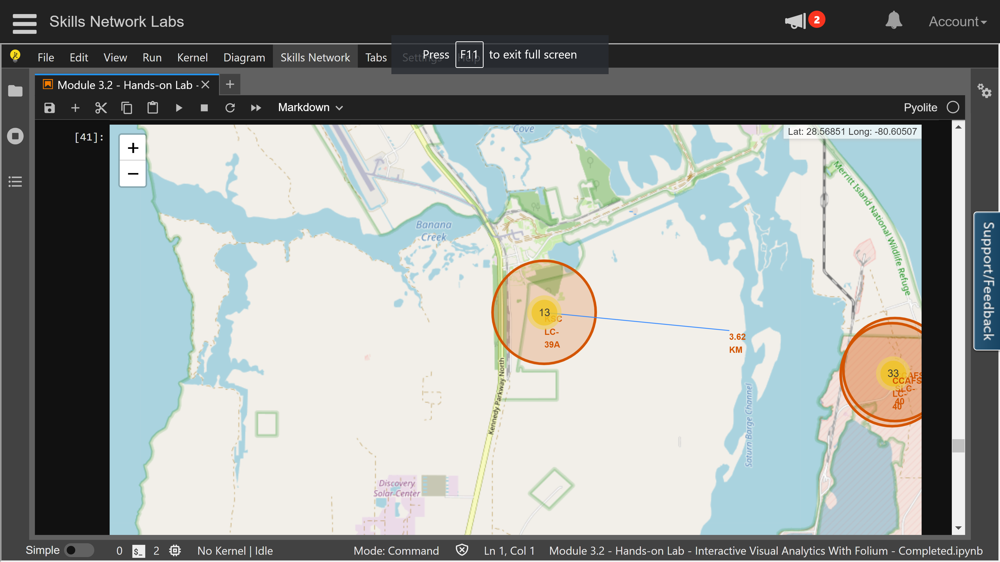 Skills Network Labs
2
Account
File Edit View Run Kernel Diagram Skills Network Tabs Settings Help
Press F11 to exit full screen
Module 3.2 - Hands-on Lab -
Markdown
Pyolite
[41]:
+
−
Cove
Lat: 28.56851 Long: -80.60507
Merritt Island National Wildlife Refuge
Banana
Creek
13
KSC
LC-
39A
3.62
KM
33
CCAFS
SLC-
LC-
40
40
Kennedy Parkway North
Saturn Barge Channel
Discovery
Solar Center
Support/Feedback
Simple 0 $_ 2 No Kernel | Idle Mode: Command Ln 1, Col 1 Module 3.2 - Hands-on Lab - Interactive Visual Analytics With Folium - Completed.ipynb